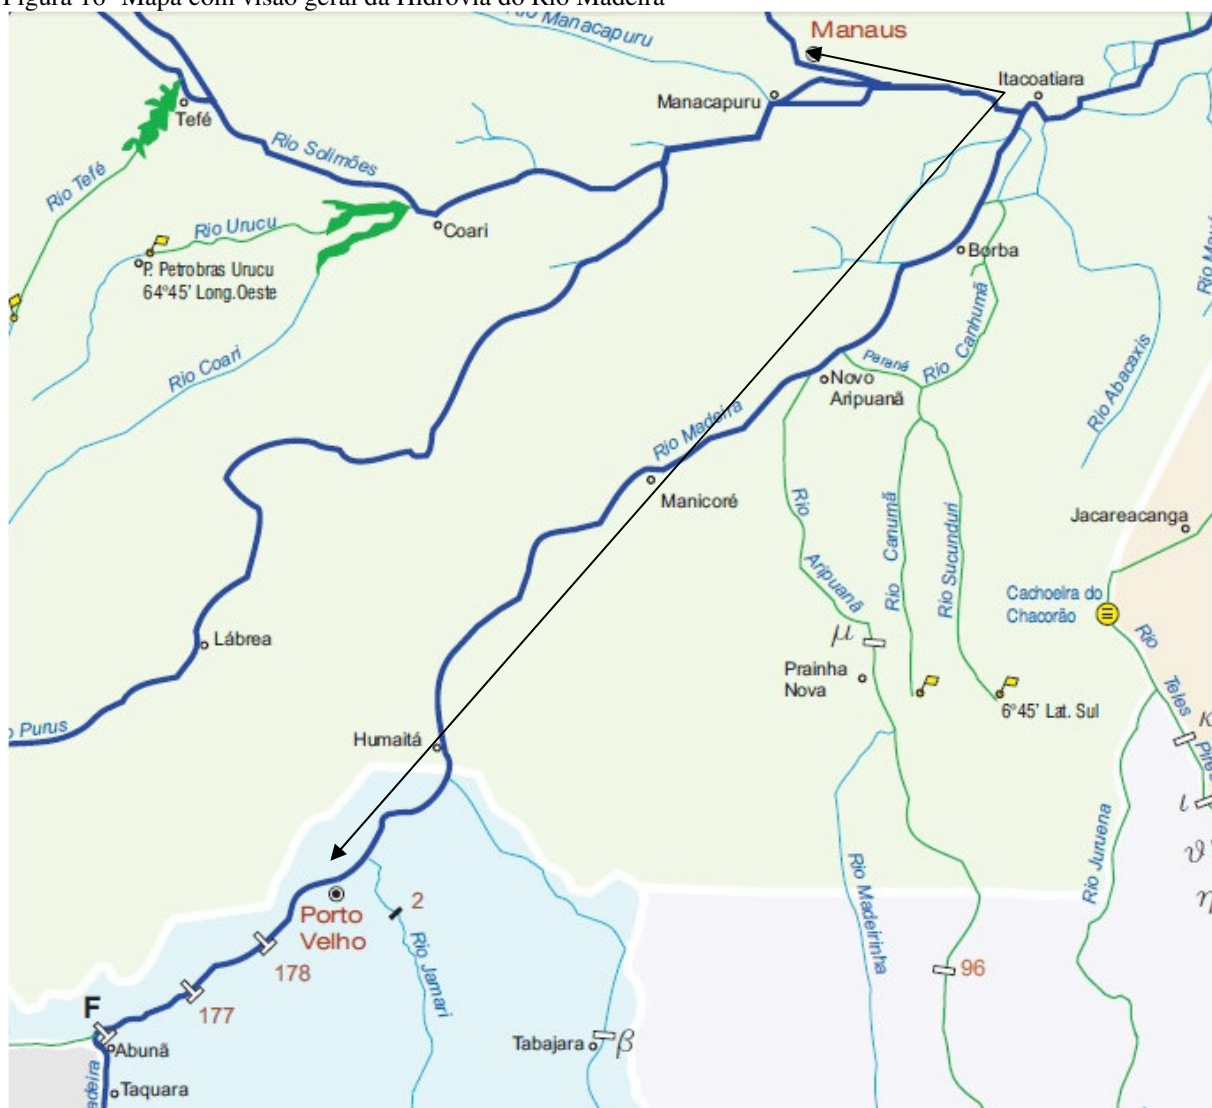 Figura 16- Mapa com visão geral da Hidrovia do Rio Madeira
Rio Manacapuru
Manaus
Itacoatiara
Manacapuru
Tefé
Rio Solimões
Rio Tefé
Rio Urucu
Coari
Borba
P. Petrobras Urucu
64°45' Long.Oeste
Rio Canhumã
Rio Coari
Paraná
Rio Abacaxis
Novo
Aripuanã
Rio Madeira
Manicoré
Jacareacanga
Rio Aripuanã
Rio Canumã
Rio Sucunduri
Cachoeira do
Chacorão
Lábrea
μ
Prainha
Nova
6°45' Lat. Sul
Rio Teles
Purus
Humaitá
κ
ι
ϑ
η
Rio Juruena
Rio Madeirinha
Porto
Velho
2
Rio Jamari
178
96
177
F
Abunã
Tabajara
β
Taquara